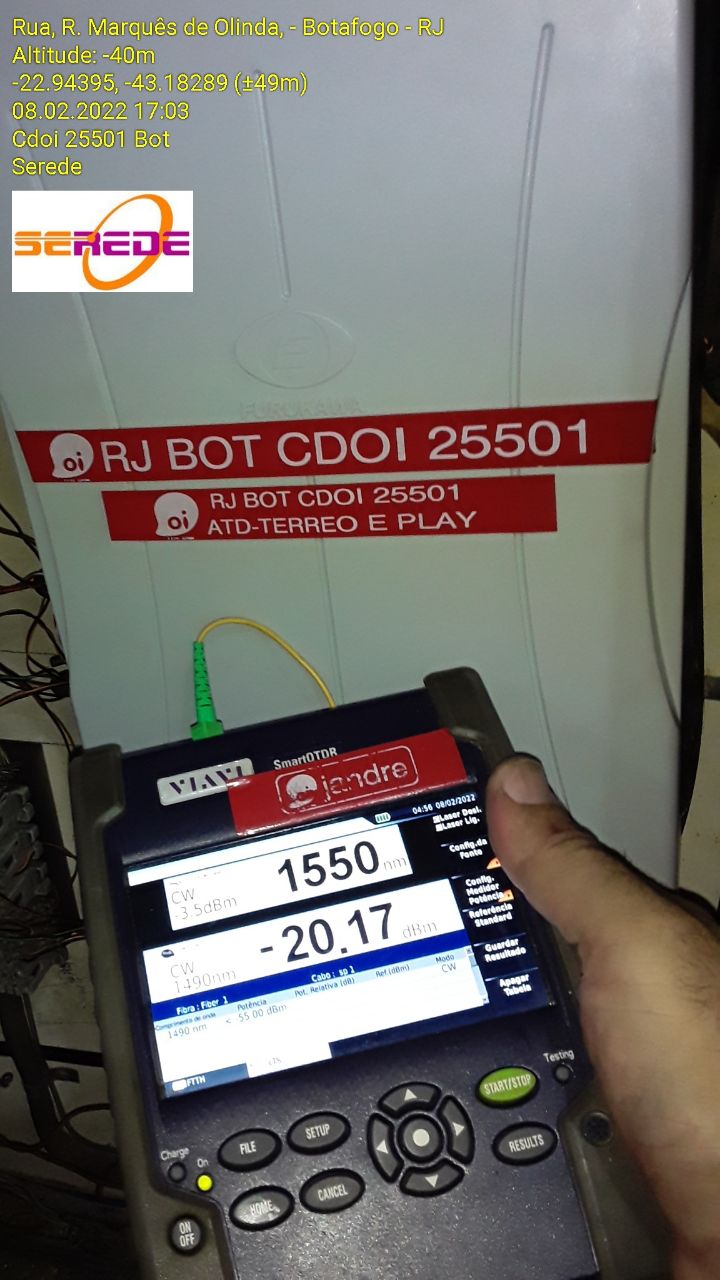 Rua, R. Marquês de Olinda, - Botafogo - RJ
Altitude: -40m
-22.94395, -43.18289 (±49m)
08.02.2022 17:03
Cdoi 25501 Bot
Serede
SEREDE
FURUKAWA
oi RJ BOT CDOI 25501
oi RJ BOT CDOI 25501
ATD-TERREO E PLAY
VIAVI SmartOTDR
jandre
04:56 08/02/2022
Laser Desl.
Laser Lig.
1550 nm
CW
-3.5dBm
Config.da
Fonte
-20.17 dBm
CW
1490nm
Config.
Medidor
Potência
Referência
Standard
Fibra : Fiber 1 Cabo : sp 1
Comprimento de onda Potência Pot. Relativa (dB) Ref.(dBm) Modo
1490 nm < -55.00 dBm CW
Guardar
Resultado
Apagar
Tabela
FTTH
Testing
START/STOP
SETUP
FILE
RESULTS
Charge
On
HOME
CANCEL
ON
OFF